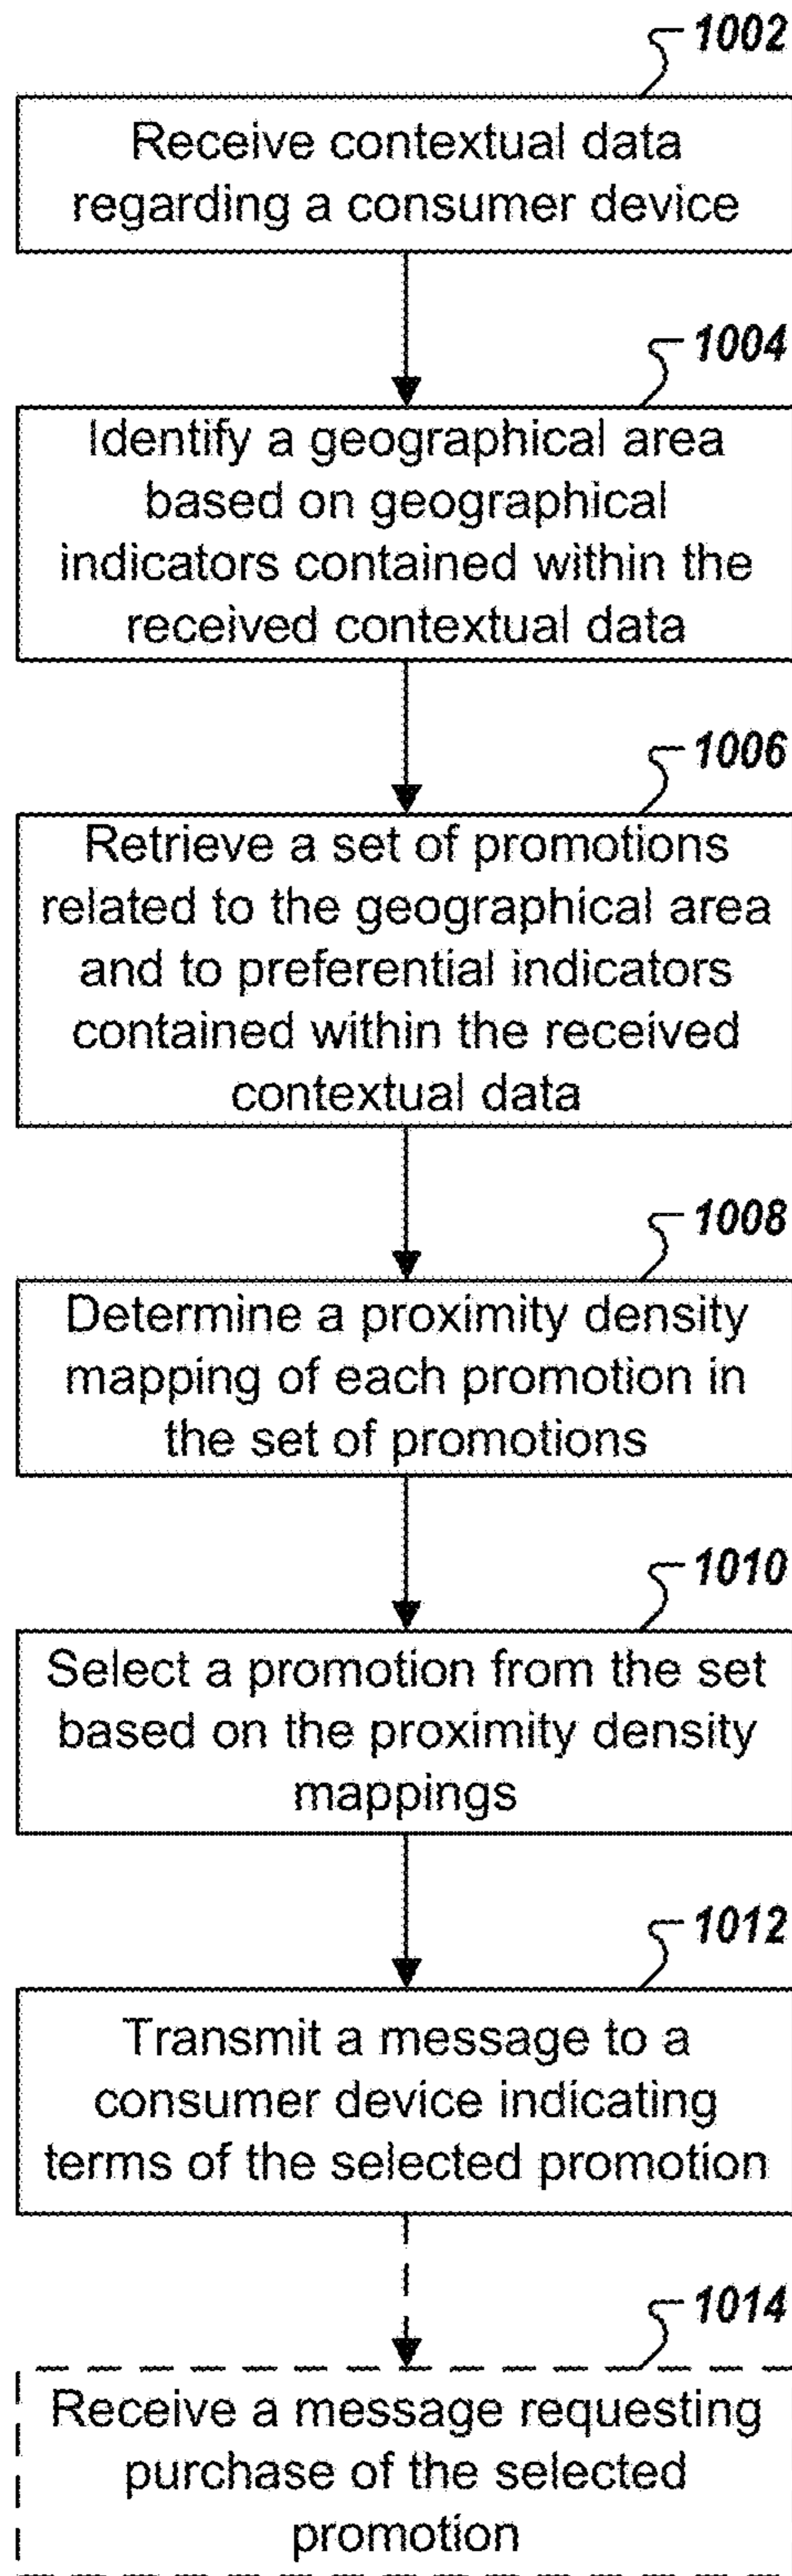 1002
Receive contextual data
regarding a consumer device
1004
Identify a geographical area
based on geographical
indicators contained within the
received contextual data
1006
Retrieve a set of promotions
related to the geographical area
and to preferential indicators
contained within the received
contextual data
1008
Determine a proximity density
mapping of each promotion in
the set of promotions
1010
Select a promotion from the set
based on the proximity density
mappings
1012
Transmit a message to a
consumer device indicating
terms of the selected promotion
1014
Receive a message requesting
purchase of the selected
promotion